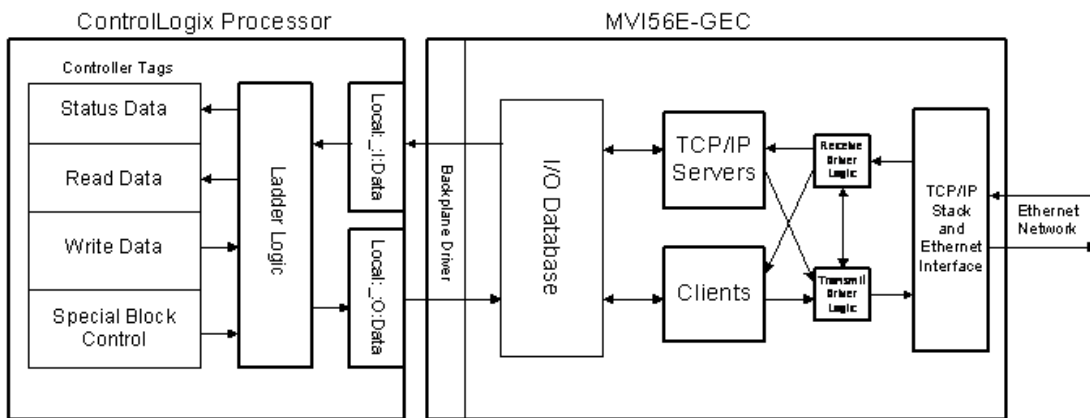 ControlLogix Processor
MVI56E-GEC
Controller Tags
Status Data
Read Data
Write Data
Special Block
Control
Ladder Logic
Local:_:I:Data
Local:_:O:Data
Backplane Driver
I/O Database
TCP/IP
Servers
Clients
Receive
Driver
Logic
Transmit
Driver
Logic
TCP/IP
Stack
and
Ethernet
Interface
Ethernet
Network